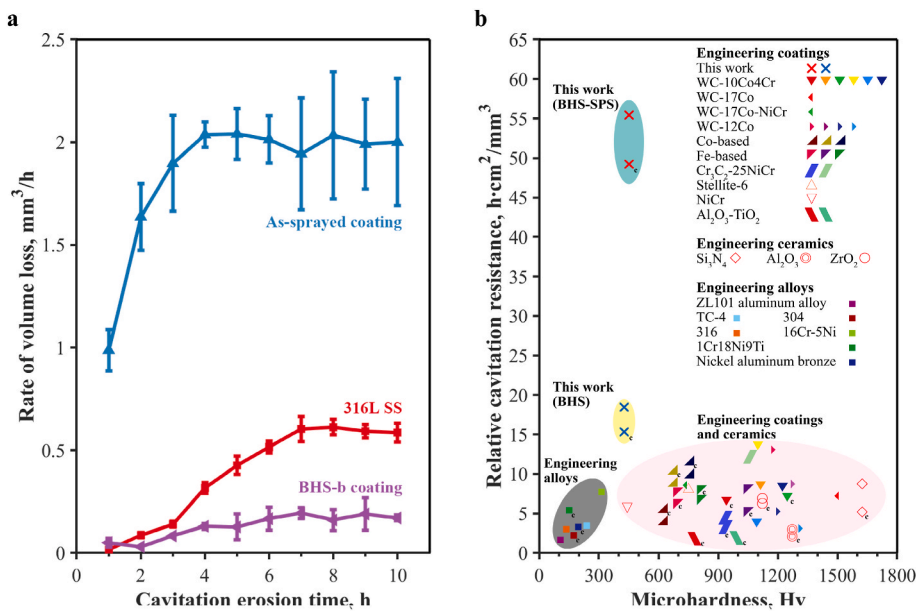 a
Rate of volume loss, mm³/h
2.5
2
1.5
1
0.5
0
0
2
4
6
8
10
Cavitation erosion time, h
As-sprayed coating
316L SS
BHS-b coating
b
Relative cavitation resistance, h·cm²/mm³
65
60
55
50
45
40
35
30
25
20
15
10
5
0
0
300
600
900
1200
1500
1800
Microhardness, Hv
This work
(BHS-SPS)
c
This work
(BHS)
c
Engineering
alloys
Engineering coatings
and ceramics
Engineering coatings
This work
WC-10Co4Cr
WC-17Co
WC-17Co-NiCr
WC-12Co
Co-based
Fe-based
Cr₃C₂-25NiCr
Stellite-6
NiCr
Al₂O₃-TiO₂
Engineering ceramics
Si₃N₄ Al₂O₃ ZrO₂
Engineering alloys
ZL101 aluminum alloy
TC-4 304
316 16Cr-5Ni
1Cr18Ni9Ti
Nickel aluminum bronze